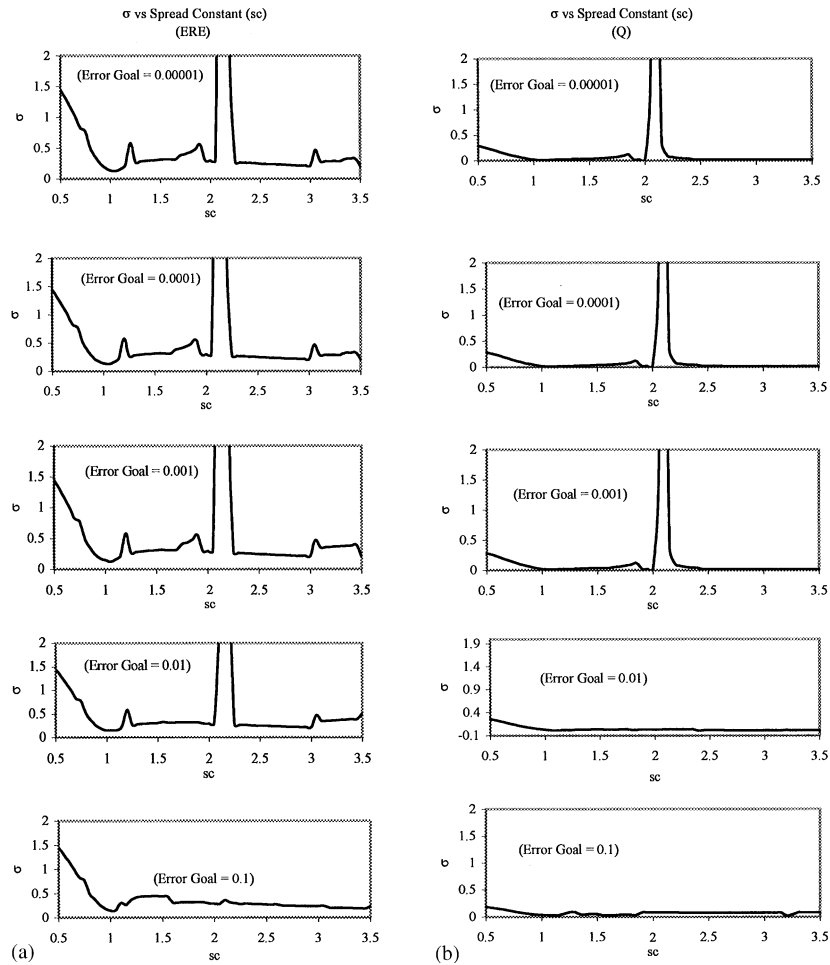 σ vs Spread Constant (sc)
(ERE)
2
1.5
1
0.5
0
σ
(Error Goal = 0.00001)
0.5 1 1.5 2 2.5 3 3.5
sc
2
1.5
1
0.5
0
σ
(Error Goal = 0.0001)
0.5 1 1.5 2 2.5 3 3.5
sc
2
1.5
1
0.5
0
σ
(Error Goal = 0.001)
0.5 1 1.5 2 2.5 3 3.5
sc
2
1.5
1
0.5
0
σ
(Error Goal = 0.01)
0.5 1 1.5 2 2.5 3 3.5
sc
2
1.5
1
0.5
0
σ
(Error Goal = 0.1)
0.5 1 1.5 2 2.5 3 3.5
sc
(a)
σ vs Spread Constant (sc)
(Q)
2
1.5
1
0.5
0
σ
(Error Goal = 0.00001)
0.5 1 1.5 2 2.5 3 3.5
sc
2
1.5
1
0.5
0
σ
(Error Goal = 0.0001)
0.5 1 1.5 2 2.5 3 3.5
sc
2
1.5
1
0.5
0
σ
(Error Goal = 0.001)
0.5 1 1.5 2 2.5 3 3.5
sc
1.9
1.4
0.9
0.4
-0.1
σ
(Error Goal = 0.01)
0.5 1 1.5 2 2.5 3 3.5
sc
2
1.5
1
0.5
0
σ
(Error Goal = 0.1)
0.5 1 1.5 2 2.5 3 3.5
sc
(b)